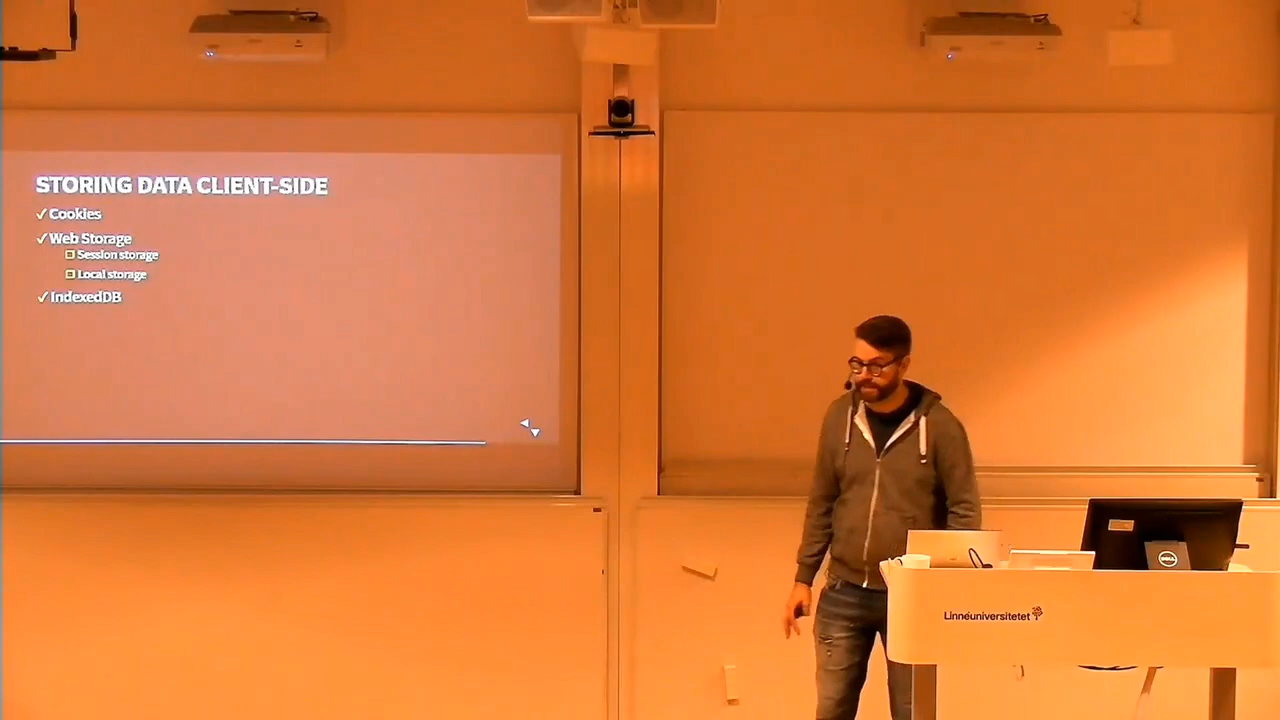 STORING DATA CLIENT-SIDE
✓ Cookies
✓ Web Storage
❑ Session storage
❑ Local storage
✓ IndexedDB
DELL
Linnéuniversitetet